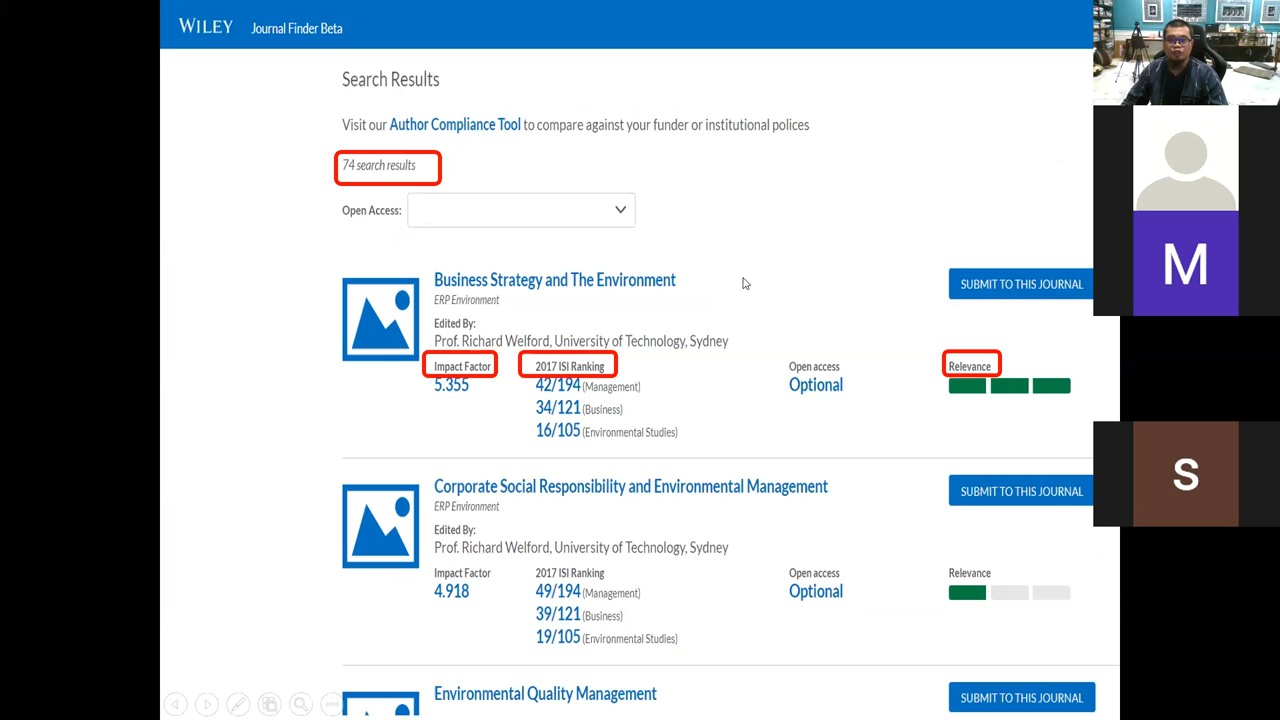 WILEY Journal Finder Beta
Search Results
Visit our Author Compliance Tool to compare against your funder or institutional polices
74 search results
Open Access:
Business Strategy and The Environment
SUBMIT TO THIS JOURNAL
ERP Environment
Edited By:
Prof. Richard Welford, University of Technology, Sydney
Impact Factor 2017 ISI Ranking Open access Relevance
5.355 42/194 (Management) Optional
34/121 (Business)
16/105 (Environmental Studies)
Corporate Social Responsibility and Environmental Management
SUBMIT TO THIS JOURNAL
ERP Environment
Edited By:
Prof. Richard Welford, University of Technology, Sydney
Impact Factor 2017 ISI Ranking Open access Relevance
4.918 49/194 (Management) Optional
39/121 (Business)
19/105 (Environmental Studies)
Environmental Quality Management
SUBMIT TO THIS JOURNAL
M
S